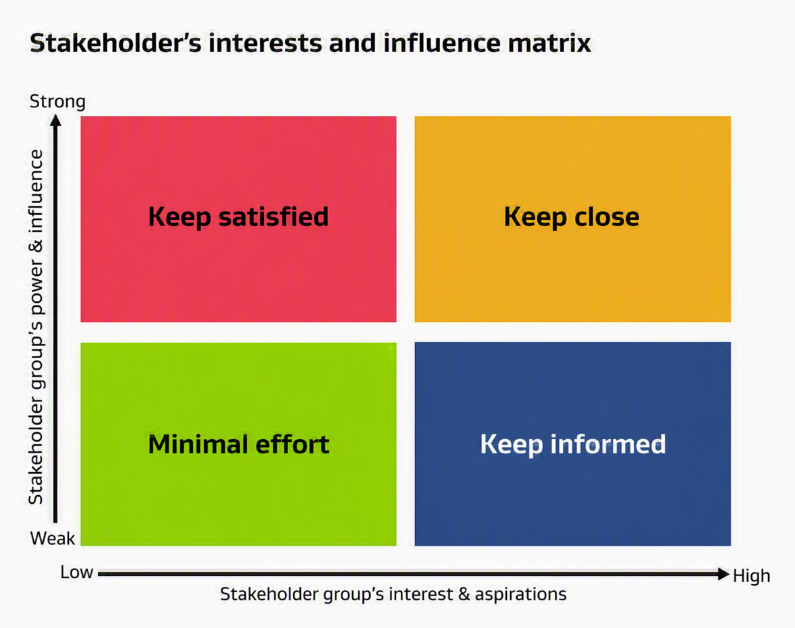 Stakeholder’s interests and influence matrix
Strong
Stakeholder group’s power & influence
Keep satisfied
Keep close
Minimal effort
Keep informed
Weak
Low
High
Stakeholder group’s interest & aspirations